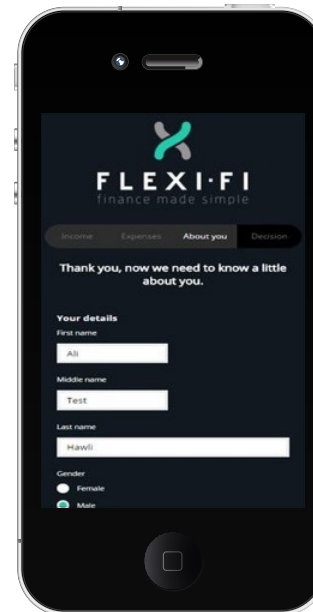 FLEXI·FI
finance made simple
Income Expenses About you Decision
Thank you, now we need to know a little
about you.
Your details
First name
Ali
Middle name
Test
Last name
Hawli
Gender
Female
Male